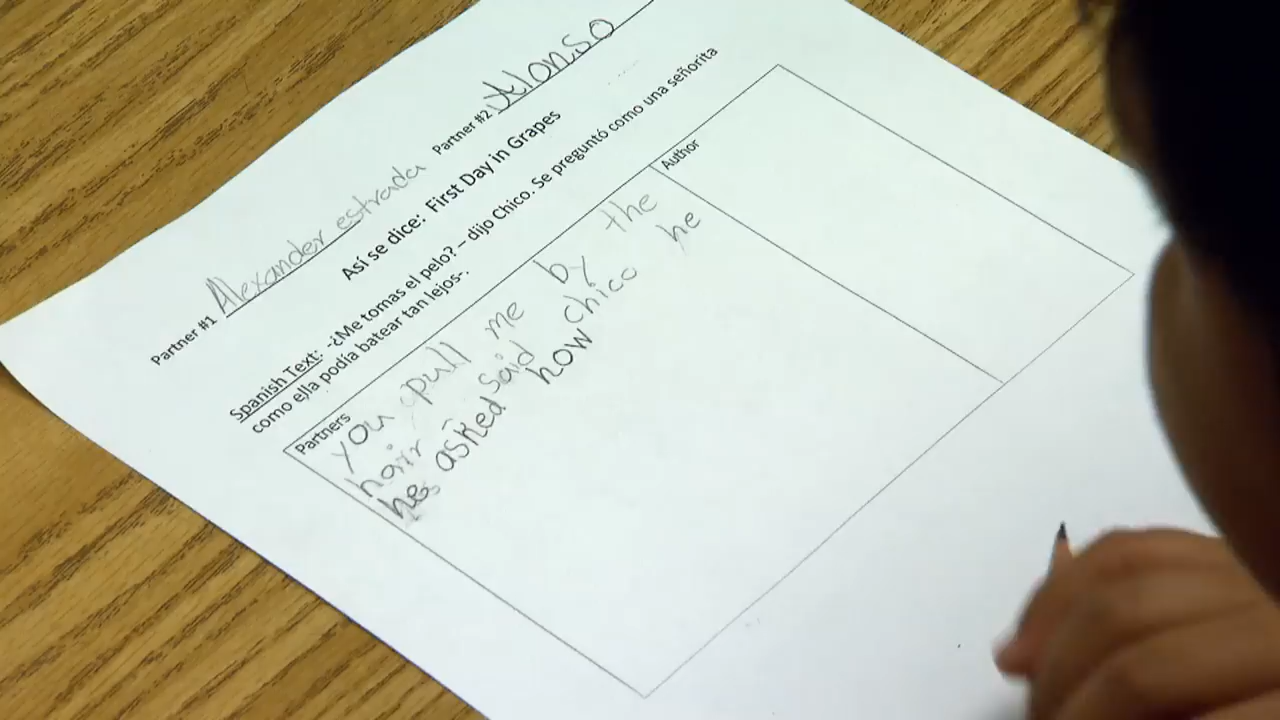 Partner #1 Alexander estrada Partner #2 Alonso
Así se dice: First Day in Grapes
Spanish Text: -¿Me tomas el pelo? – dijo Chico. Se preguntó como una señorita
como ella podía batear tan lejos-.
Partners
Author
you pull me by the
hair said chico he
he asked how